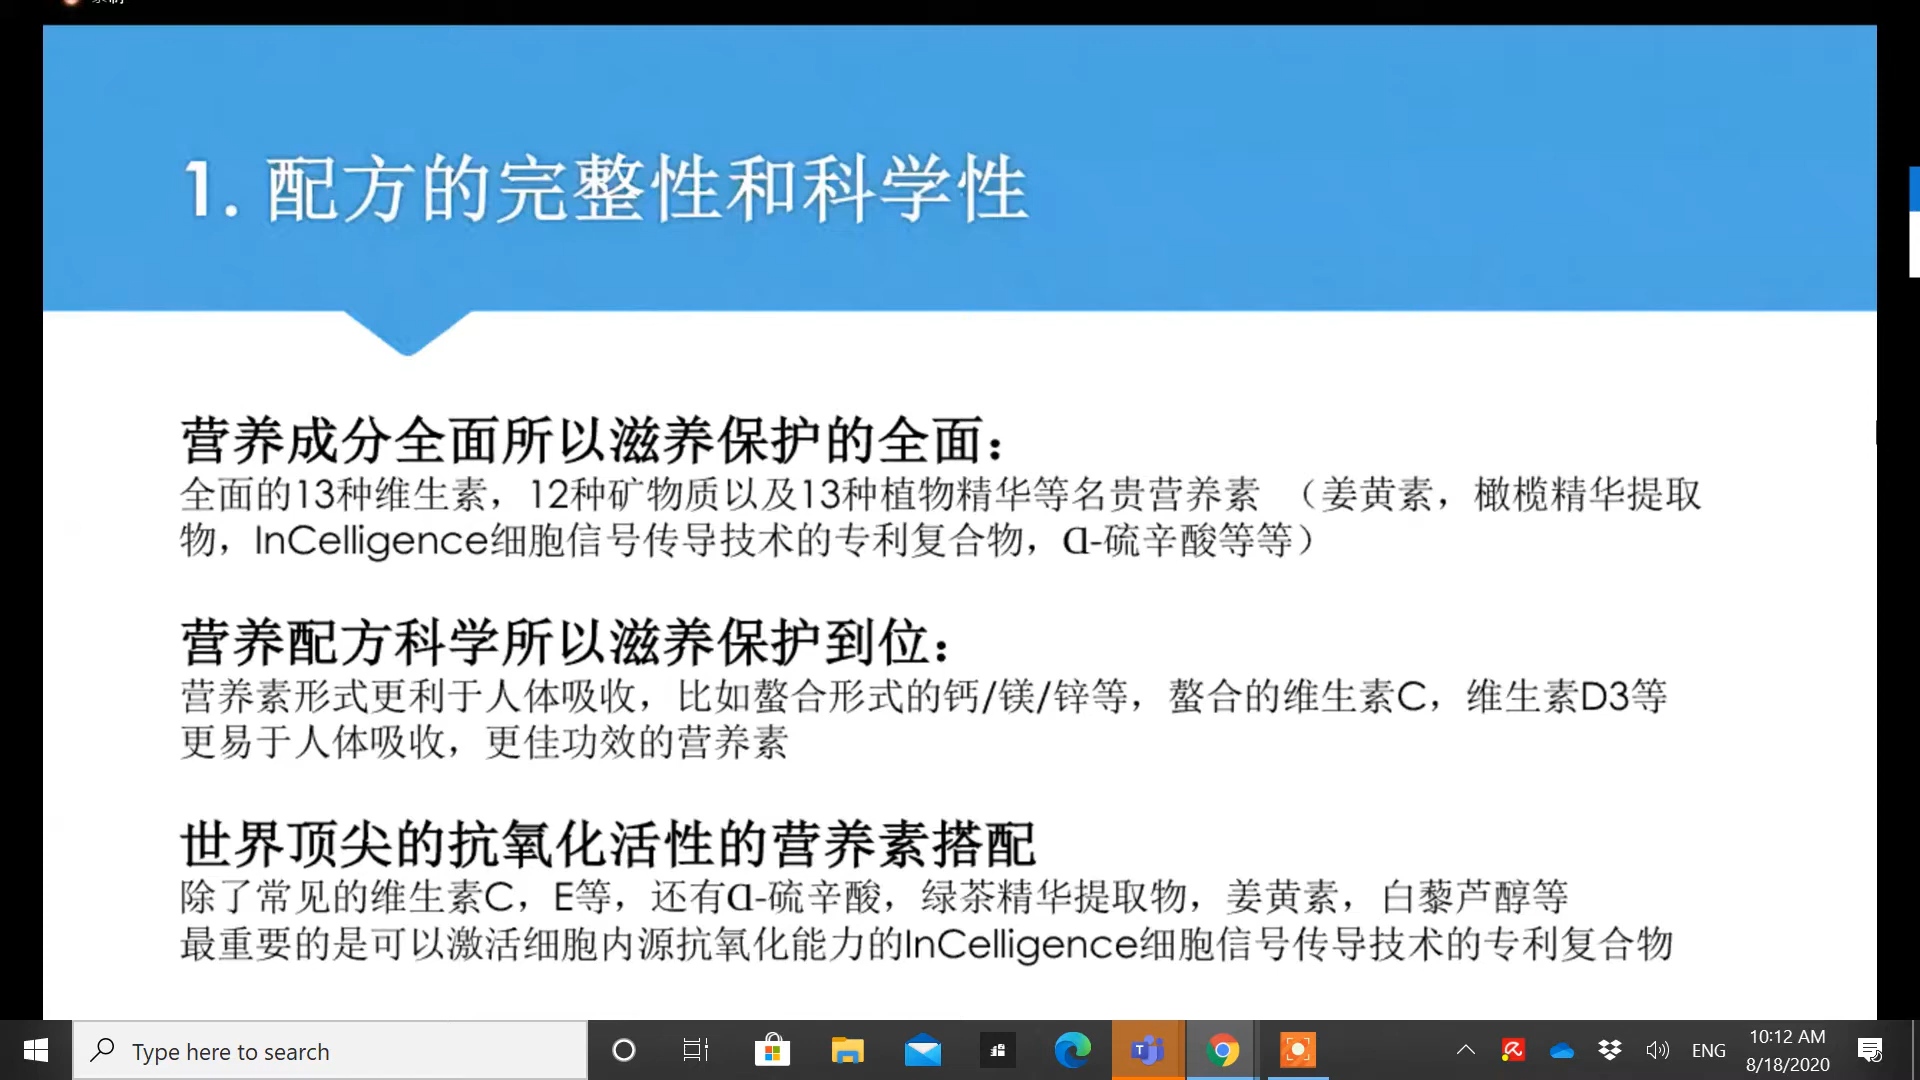 1. 配方的完整性和科学性
营养成分全面所以滋养保护的全面：
全面的13种维生素，12种矿物质以及13种植物精华等名贵营养素 （姜黄素，橄榄精华提取
物，InCelligence细胞信号传导技术的专利复合物，α-硫辛酸等等）
营养配方科学所以滋养保护到位：
营养素形式更利于人体吸收，比如螯合形式的钙/镁/锌等，螯合的维生素C，维生素D3等
更易于人体吸收，更佳功效的营养素
世界顶尖的抗氧化活性的营养素搭配
除了常见的维生素C，E等，还有α-硫辛酸，绿茶精华提取物，姜黄素，白藜芦醇等
最重要的是可以激活细胞内源抗氧化能力的InCelligence细胞信号传导技术的专利复合物
Type here to search
ENG
10:12 AM
8/18/2020